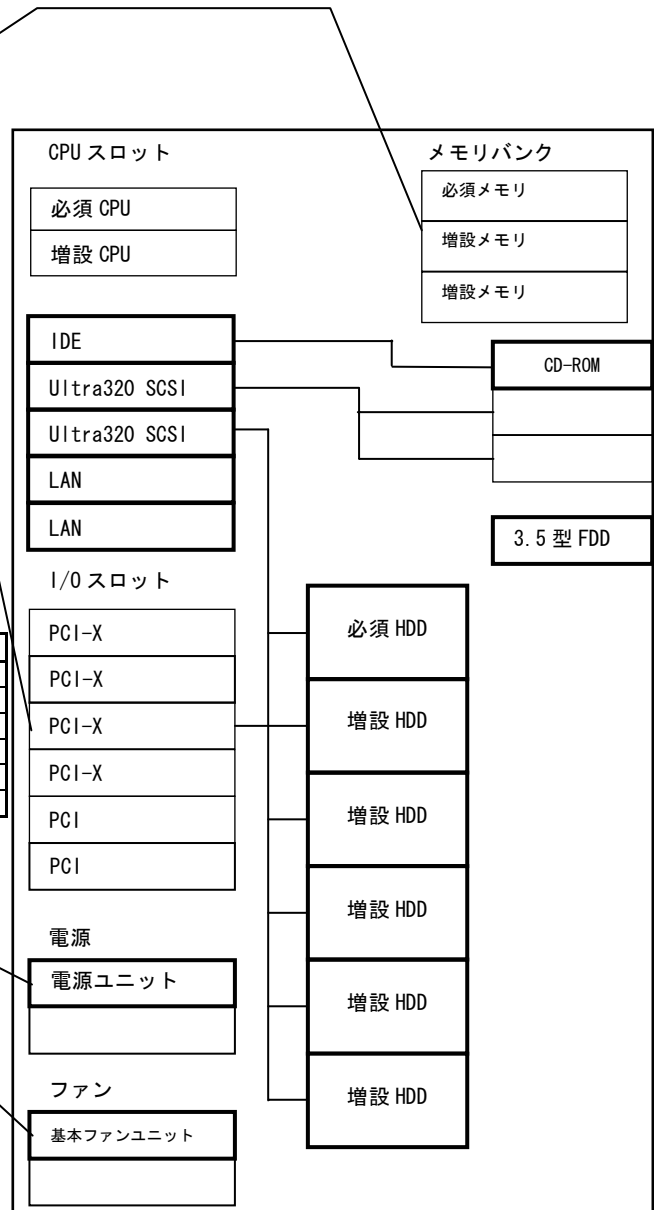 CPU スロット
必須 CPU
増設 CPU
メモリバンク
必須メモリ
増設メモリ
増設メモリ
IDE
Ultra320 SCSI
Ultra320 SCSI
LAN
LAN
CD-ROM
3.5 型 FDD
I/O スロット
PCI-X
PCI-X
PCI-X
PCI-X
PCI
PCI
必須 HDD
増設 HDD
増設 HDD
増設 HDD
増設 HDD
増設 HDD
電源
電源ユニット
ファン
基本ファンユニット